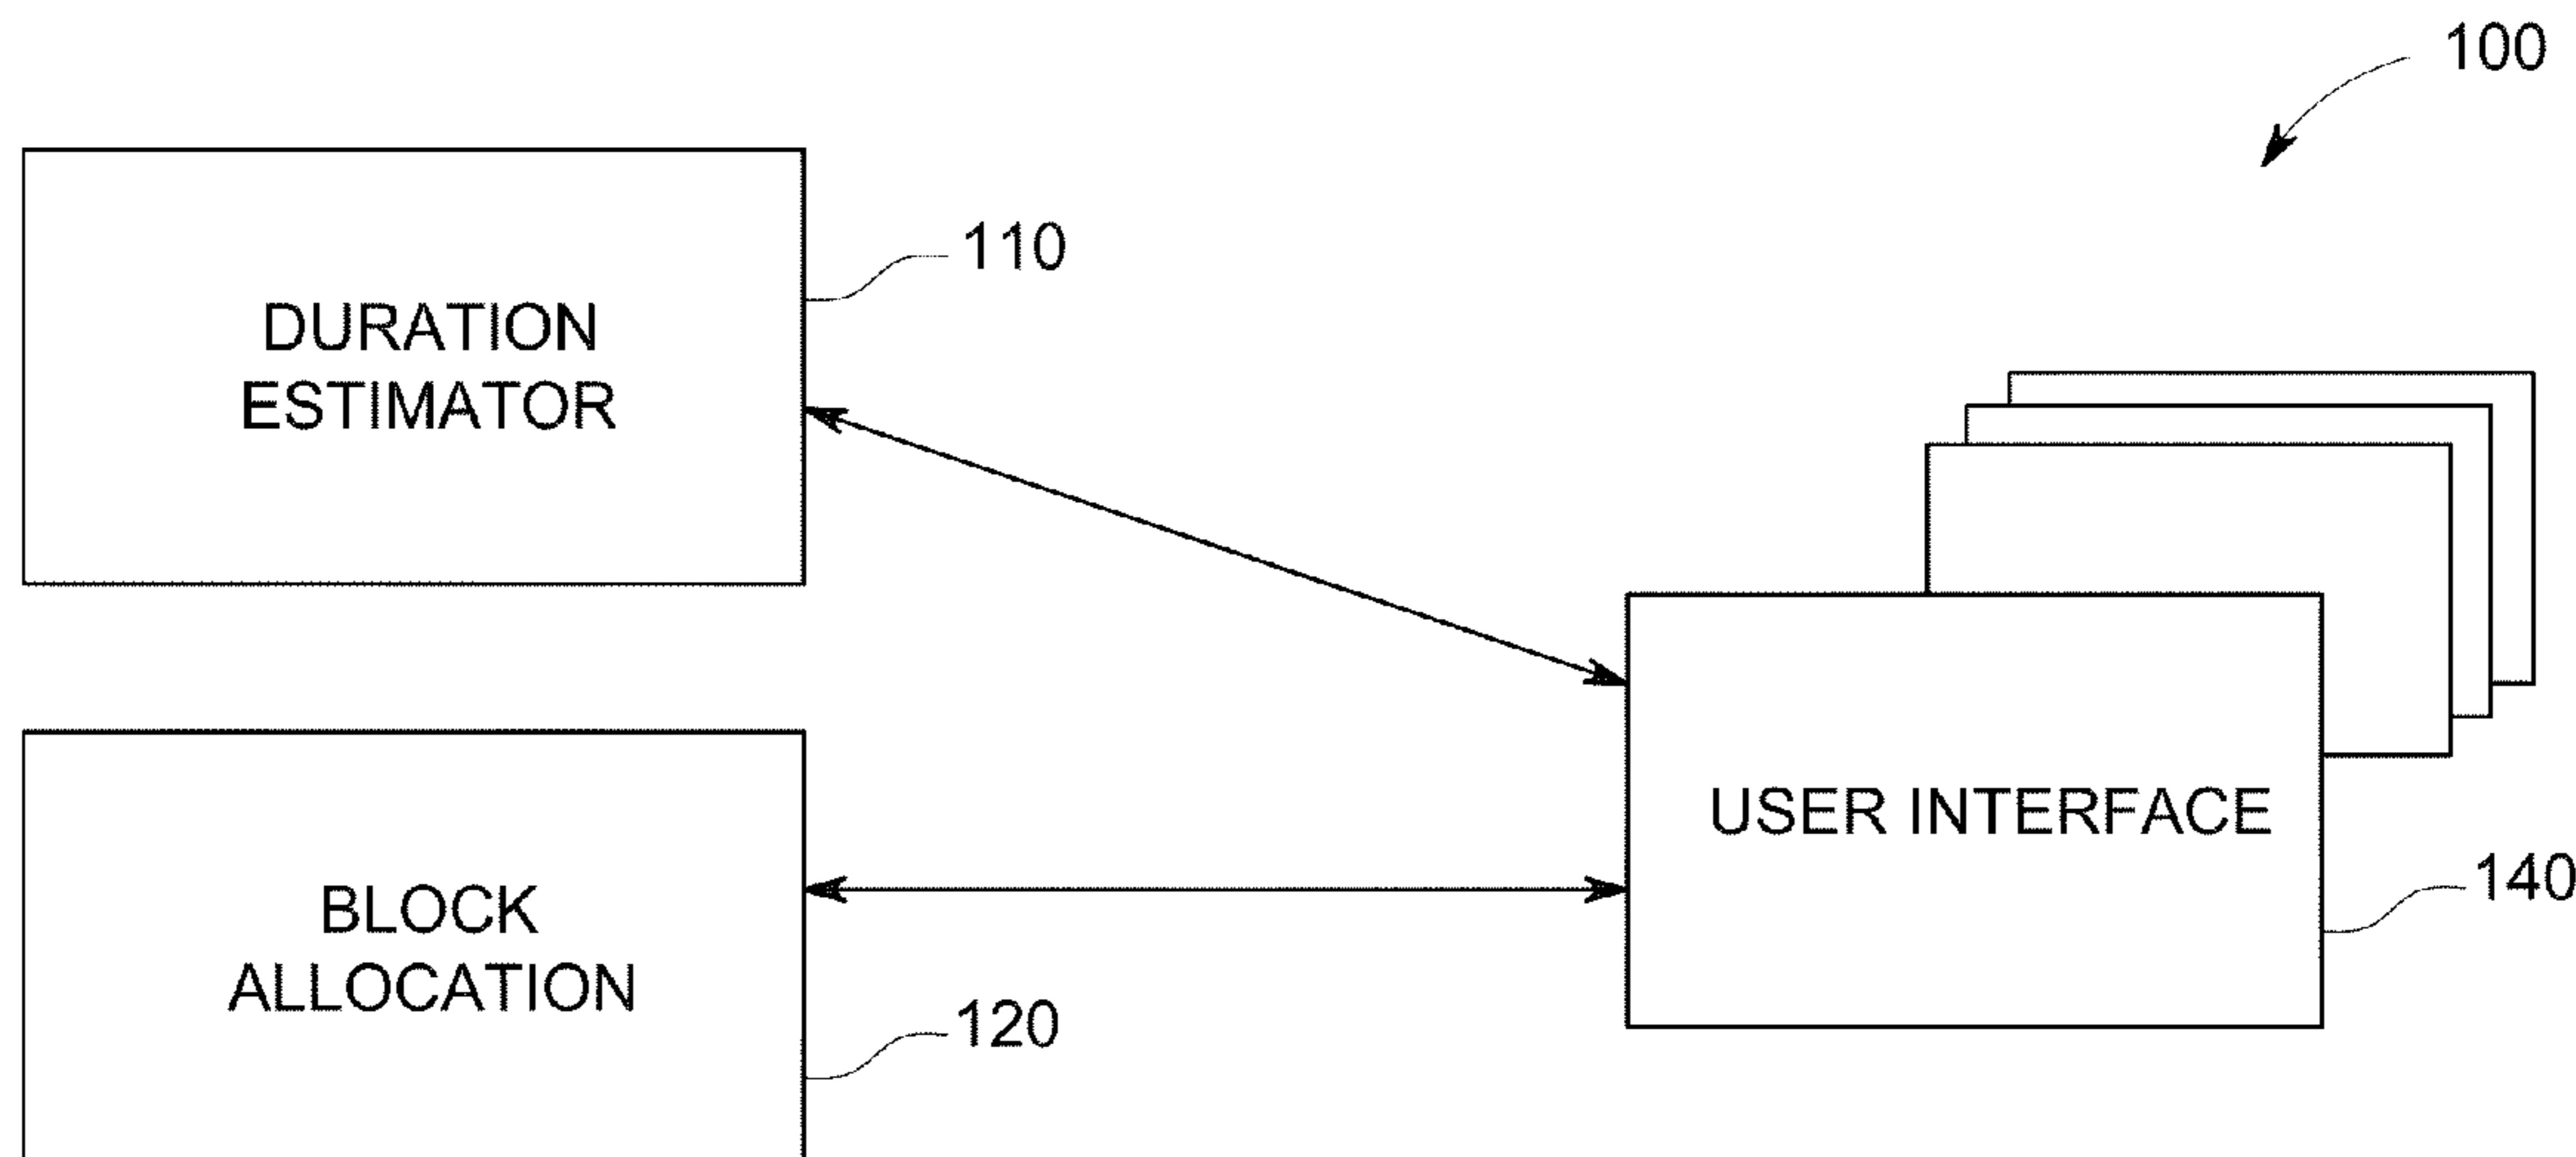 100
110
DURATION
ESTIMATOR
USER INTERFACE
140
BLOCK
ALLOCATION
120